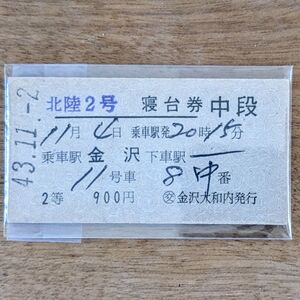 43.11.-2
北陸2号 寝台券 中段
11月4日 乗車駅発20時15分
乗車駅 金沢 下車駅 ―
11号車 8中番
2等 900円 交 金沢大和内発行